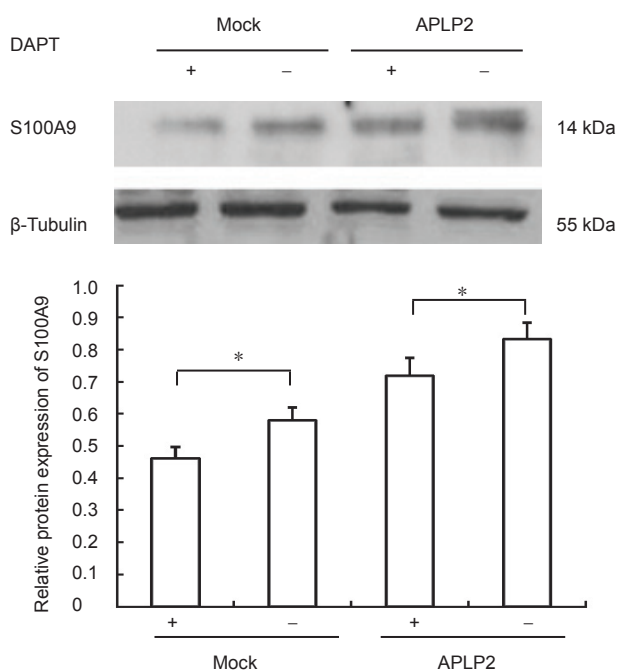 Mock APLP2
DAPT
+ – + –
S100A9 14 kDa
β-Tubulin 55 kDa
Relative protein expression of S100A9
1.0
0.9
0.8
0.7
0.6
0.5
0.4
0.3
0.2
0.1
0
*
*
+ – + –
Mock APLP2